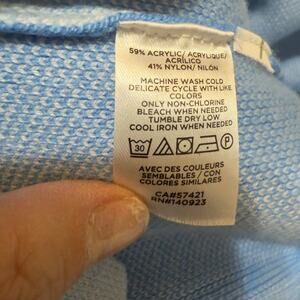 59% ACRYLIC/ ACRYLIQUE/
ACRÍLICO
41% NYLON/ NILÓN
MACHINE WASH COLD
DELICATE CYCLE WITH LIKE
COLORS
ONLY NON-CHLORINE
BLEACH WHEN NEEDED
TUMBLE DRY LOW
COOL IRON WHEN NEEDED
30 P
AVEC DES COULEURS
SEMBLABLES / CON
COLORES SIMILARES
CA#57421
RN#140923